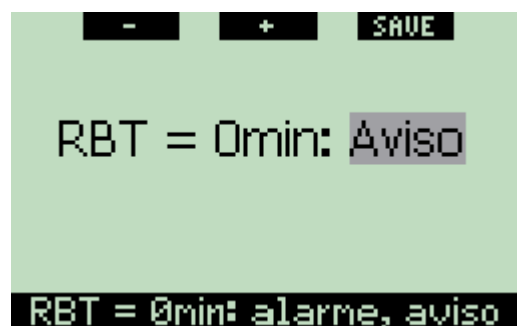 - + SAVE
RBT = 0min: Aviso
RBT = 0min: alarme, aviso